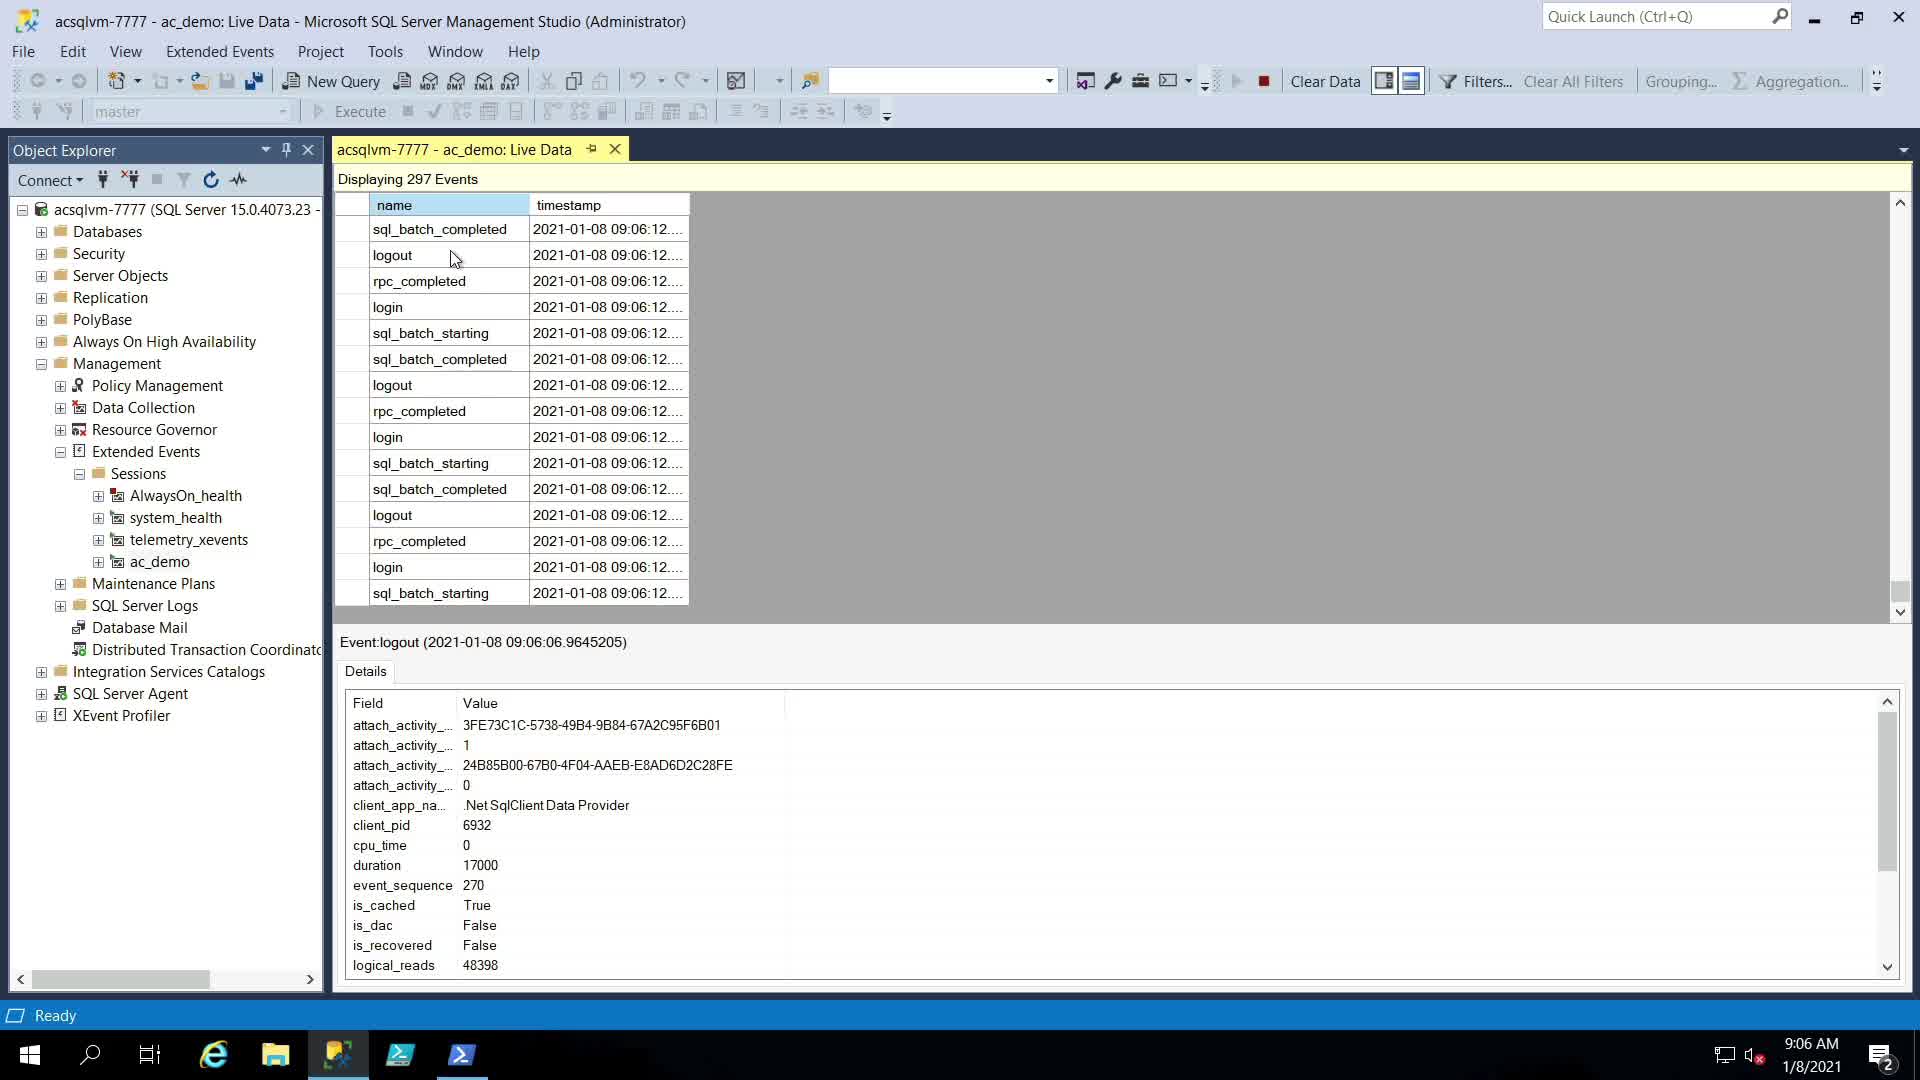 acsqlvm-7777 - ac_demo: Live Data - Microsoft SQL Server Management Studio (Administrator)
Quick Launch (Ctrl+Q)
File Edit View Extended Events Project Tools Window Help
New Query
Clear Data
Filters... Clear All Filters
Grouping...
Aggregation...
master
Execute
Object Explorer
Connect
acsqlvm-7777 (SQL Server 15.0.4073.23 -
Databases
Security
Server Objects
Replication
PolyBase
Always On High Availability
Management
Policy Management
Data Collection
Resource Governor
Extended Events
Sessions
AlwaysOn_health
system_health
telemetry_xevents
ac_demo
Maintenance Plans
SQL Server Logs
Database Mail
Distributed Transaction Coordinato
Integration Services Catalogs
SQL Server Agent
XEvent Profiler
acsqlvm-7777 - ac_demo: Live Data
Displaying 297 Events
name timestamp
sql_batch_completed 2021-01-08 09:06:12....
logout 2021-01-08 09:06:12....
rpc_completed 2021-01-08 09:06:12....
login 2021-01-08 09:06:12....
sql_batch_starting 2021-01-08 09:06:12....
sql_batch_completed 2021-01-08 09:06:12....
logout 2021-01-08 09:06:12....
rpc_completed 2021-01-08 09:06:12....
login 2021-01-08 09:06:12....
sql_batch_starting 2021-01-08 09:06:12....
sql_batch_completed 2021-01-08 09:06:12....
logout 2021-01-08 09:06:12....
rpc_completed 2021-01-08 09:06:12....
login 2021-01-08 09:06:12....
sql_batch_starting 2021-01-08 09:06:12....
Event:logout (2021-01-08 09:06:06.9645205)
Details
Field Value
attach_activity_... 3FE73C1C-5738-49B4-9B84-67A2C95F6B01
attach_activity_... 1
attach_activity_... 24B85B00-67B0-4F04-AAEB-E8AD6D2C28FE
attach_activity_... 0
client_app_na... .Net SqlClient Data Provider
client_pid 6932
cpu_time 0
duration 17000
event_sequence 270
is_cached True
is_dac False
is_recovered False
logical_reads 48398
Ready
9:06 AM
1/8/2021
2